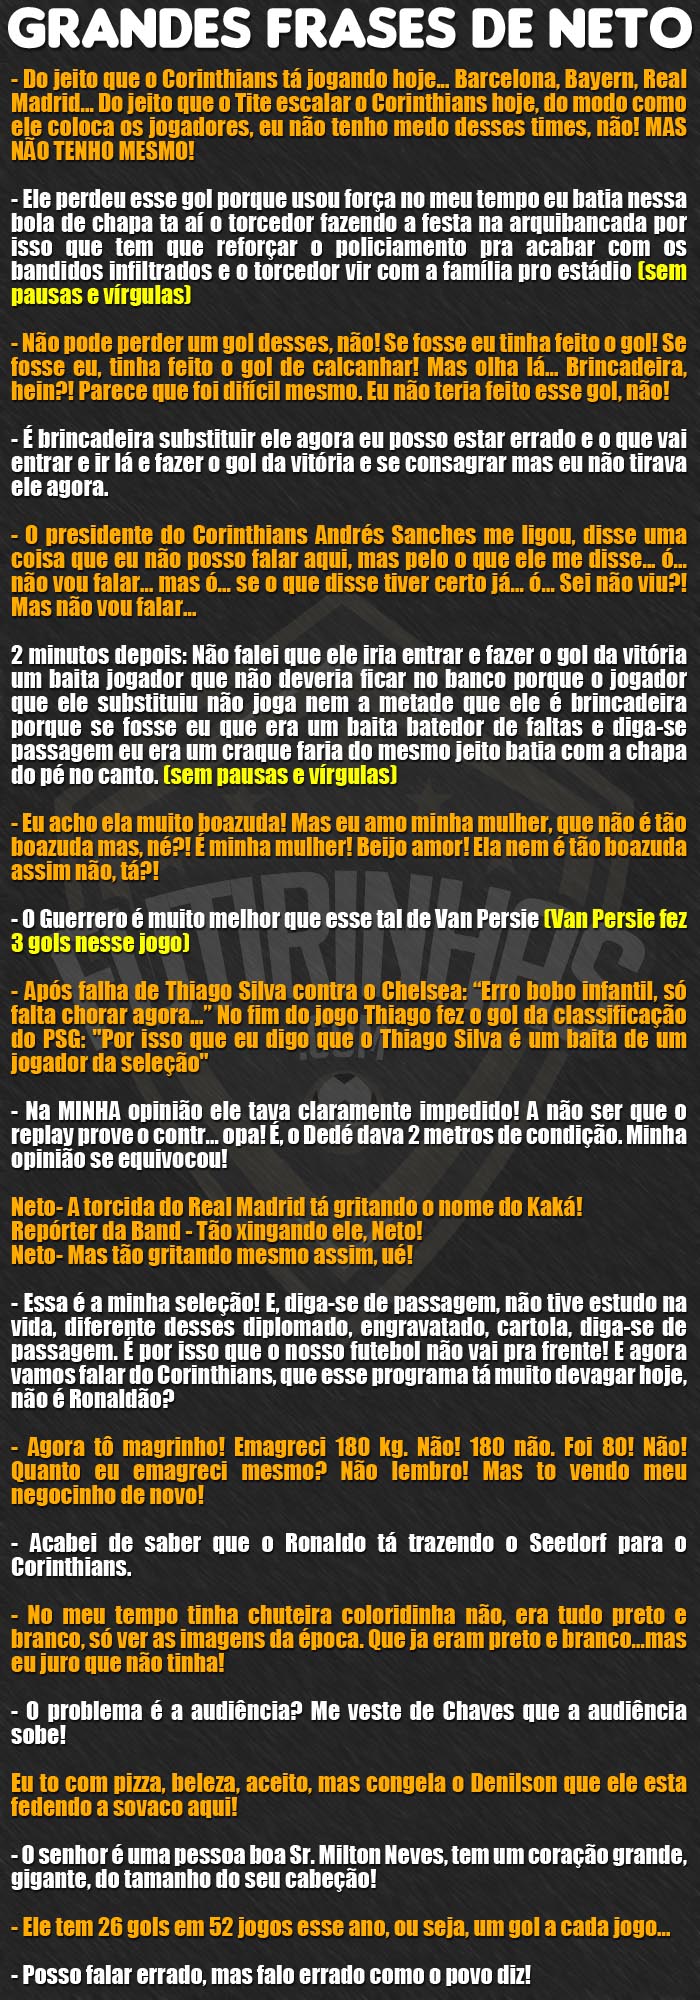 GRANDES FRASES DE NETO
- Do jeito que o Corinthians tá jogando hoje... Barcelona, Bayern, Real
Madrid... Do jeito que o Tite escalar o Corinthians hoje, do modo como
ele coloca os jogadores, eu não tenho medo desses times, não! MAS
NÃO TENHO MESMO!
- Ele perdeu esse gol porque usou força no meu tempo eu batia nessa
bola de chapa ta aí o torcedor fazendo a festa na arquibancada por
isso que tem que reforçar o policiamento pra acabar com os
bandidos infiltrados e o torcedor vir com a família pro estádio (sem
pausas e vírgulas)
- Não pode perder um gol desses, não! Se fosse eu tinha feito o gol! Se
fosse eu, tinha feito o gol de calcanhar! Mas olha lá... Brincadeira,
hein?! Parece que foi difícil mesmo. Eu não teria feito esse gol, não!
- É brincadeira substituir ele agora eu posso estar errado e o que vai
entrar e ir lá e fazer o gol da vitória e se consagrar mas eu não tirava
ele agora.
- O presidente do Corinthians Andrés Sanches me ligou, disse uma
coisa que eu não posso falar aqui, mas pelo o que ele me disse... ó...
não vou falar... mas ó... se o que disse tiver certo já... ó... Sei não viu?!
Mas não vou falar...
2 minutos depois: Não falei que ele iria entrar e fazer o gol da vitória
um baita jogador que não deveria ficar no banco porque o jogador
que ele substituiu não joga nem a metade que ele é brincadeira
porque se fosse eu que era um baita batedor de faltas e diga-se
passagem eu era um craque faria do mesmo jeito batia com a chapa
do pé no canto. (sem pausas e vírgulas)
- Eu acho ela muito boazuda! Mas eu amo minha mulher, que não é tão
boazuda mas, né?! É minha mulher! Beijo amor! Ela nem é tão boazuda
assim não, tá?!
- O Guerrero é muito melhor que esse tal de Van Persie (Van Persie fez
3 gols nesse jogo)
- Após falha de Thiago Silva contra o Chelsea: “Erro bobo infantil, só
falta chorar agora...” No fim do jogo Thiago fez o gol da classificação
do PSG: "Por isso que eu digo que o Thiago Silva é um baita de um
jogador da seleção"
- Na MINHA opinião ele tava claramente impedido! A não ser que o
replay prove o contr... opa! É, o Dedé dava 2 metros de condição. Minha
opinião se equivocou!
Neto- A torcida do Real Madrid tá gritando o nome do Kaká!
Repórter da Band - Tão xingando ele, Neto!
Neto- Mas tão gritando mesmo assim, ué!
- Essa é a minha seleção! E, diga-se de passagem, não tive estudo na
vida, diferente desses diplomado, engravatado, cartola, diga-se de
passagem. É por isso que o nosso futebol não vai pra frente! E agora
vamos falar do Corinthians, que esse programa tá muito devagar hoje,
não é Ronaldão?
- Agora tô magrinho! Emagreci 180 kg. Não! 180 não. Foi 80! Não!
Quanto eu emagreci mesmo? Não lembro! Mas to vendo meu
negocinho de novo!
- Acabei de saber que o Ronaldo tá trazendo o Seedorf para o
Corinthians.
- No meu tempo tinha chuteira coloridinha não, era tudo preto e
branco, só ver as imagens da época. Que ja eram preto e branco...mas
eu juro que não tinha!
- O problema é a audiência? Me veste de Chaves que a audiência
sobe!
Eu to com pizza, beleza, aceito, mas congela o Denilson que ele esta
fedendo a sovaco aqui!
- O senhor é uma pessoa boa Sr. Milton Neves, tem um coração grande,
gigante, do tamanho do seu cabeção!
- Ele tem 26 gols em 52 jogos esse ano, ou seja, um gol a cada jogo...
- Posso falar errado, mas falo errado como o povo diz!
FUTIRINHAS
.COM